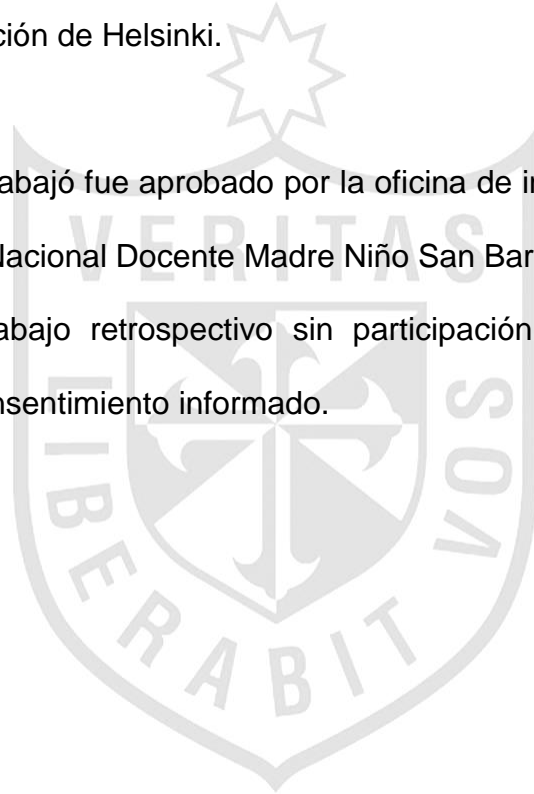 ción de Helsinki.
abajó fue aprobado por la oficina de in
Nacional Docente Madre Niño San Bar
abajo retrospectivo sin participación
nsentimiento informado.
VERITAS
LIBERABIT
VOS